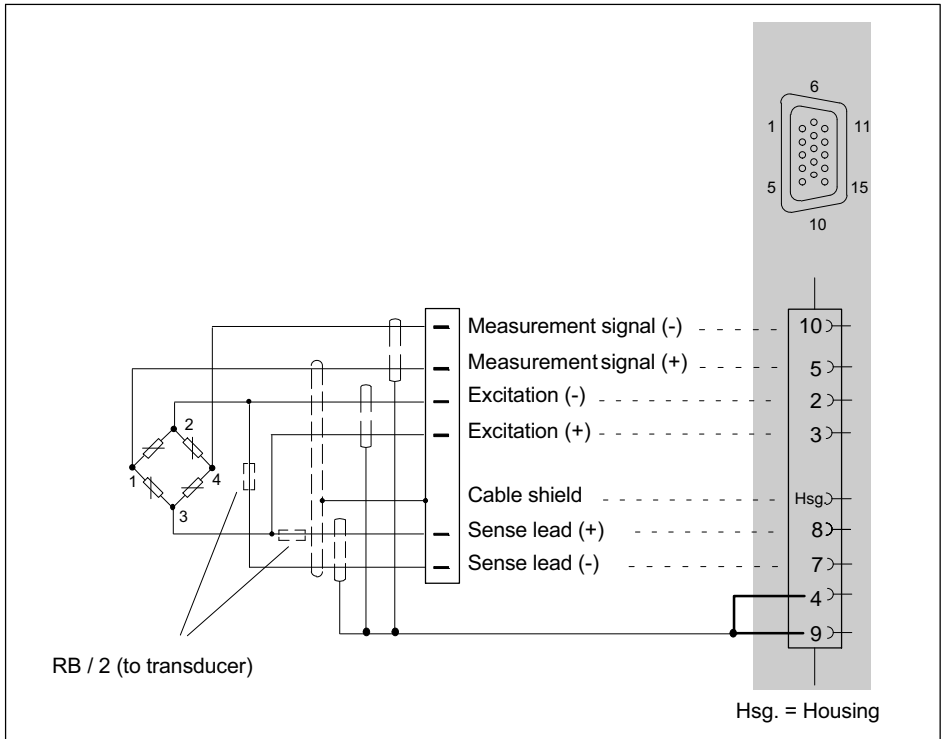 6
1
11
5
15
10
Measurement signal (-)
10
Measurement signal (+)
5
Excitation (-)
2
Excitation (+)
3
2
1
4
3
Cable shield
Hsg.
Sense lead (+)
8
Sense lead (-)
7
4
9
RB / 2 (to transducer)
Hsg. = Housing